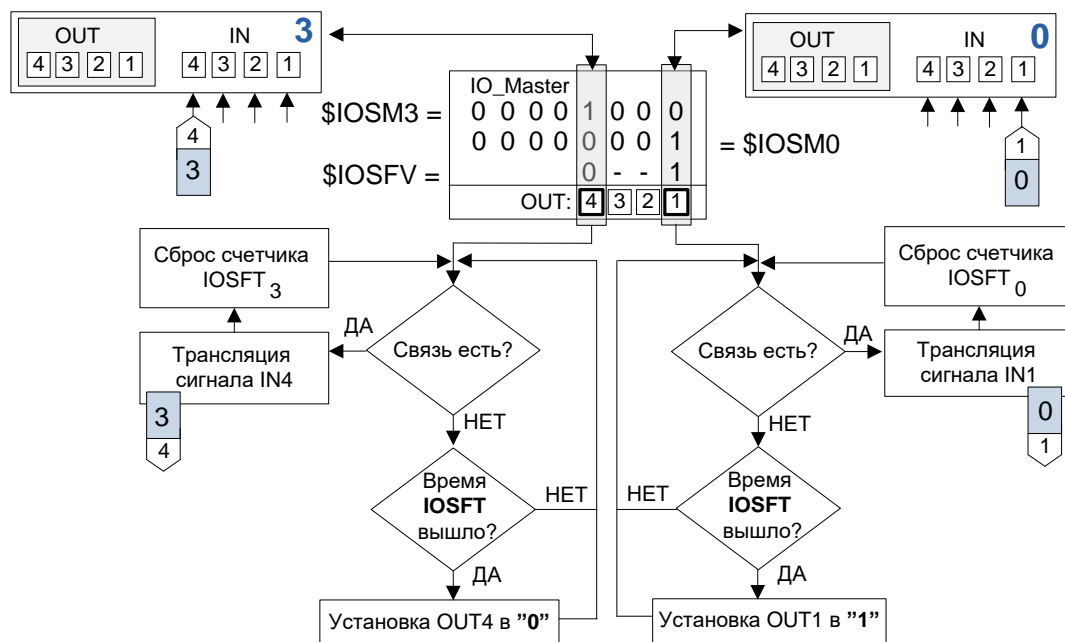 OUT IN 3
4 3 2 1 4 3 2 1
4
3
OUT IN 0
4 3 2 1 4 3 2 1
1
0
IO_Master
$IOSM3 = 0 0 0 0 1 0 0 0
0 0 0 0 0 0 0 1 = $IOSM0
$IOSFV = 0 - - 1
OUT: 4 3 2 1
Сброс счетчика
IOSFT 3
ДА
Трансляция
сигнала IN4
3
4
Связь есть?
НЕТ
Время
IOSFT
вышло?
НЕТ
ДА
Установка OUT4 в "0"
Сброс счетчика
IOSFT 0
ДА
Трансляция
сигнала IN1
0
1
Связь есть?
НЕТ
Время
IOSFT
вышло?
НЕТ
ДА
Установка OUT1 в "1"